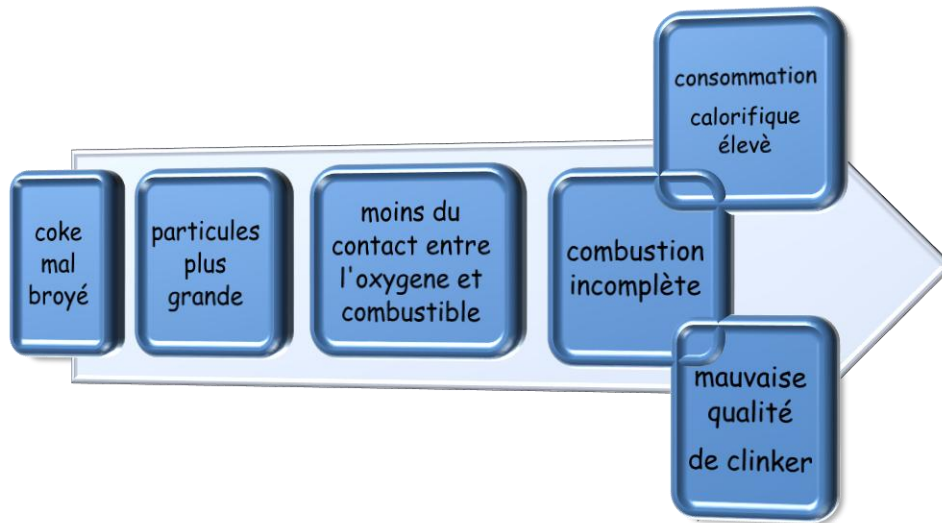 coke
mal
broyé
particules
plus
grande
moins du
contact entre
l'oxygene et
combustible
combustion
incomplète
consommation
calorifique
élevè
mauvaise
qualité
de clinker